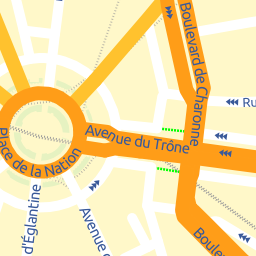 Boulevard de Charonne
Ru
Avenue du Trône
Place de la Nation
d'Églantine
Avenue d
Boulev